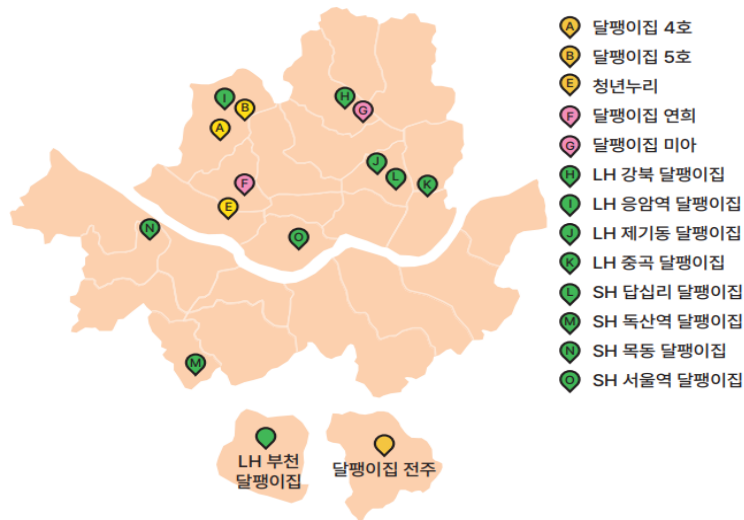 A 달팽이집 4호
B 달팽이집 5호
E 청년누리
F 달팽이집 연희
G 달팽이집 미아
H LH 강북 달팽이집
I LH 응암역 달팽이집
J LH 제기동 달팽이집
K LH 중곡 달팽이집
L SH 답십리 달팽이집
M SH 독산역 달팽이집
N SH 목동 달팽이집
O SH 서울역 달팽이집
I
B
A
H
G
J
L
K
F
E
N
O
M
LH 부천
달팽이집
달팽이집 전주